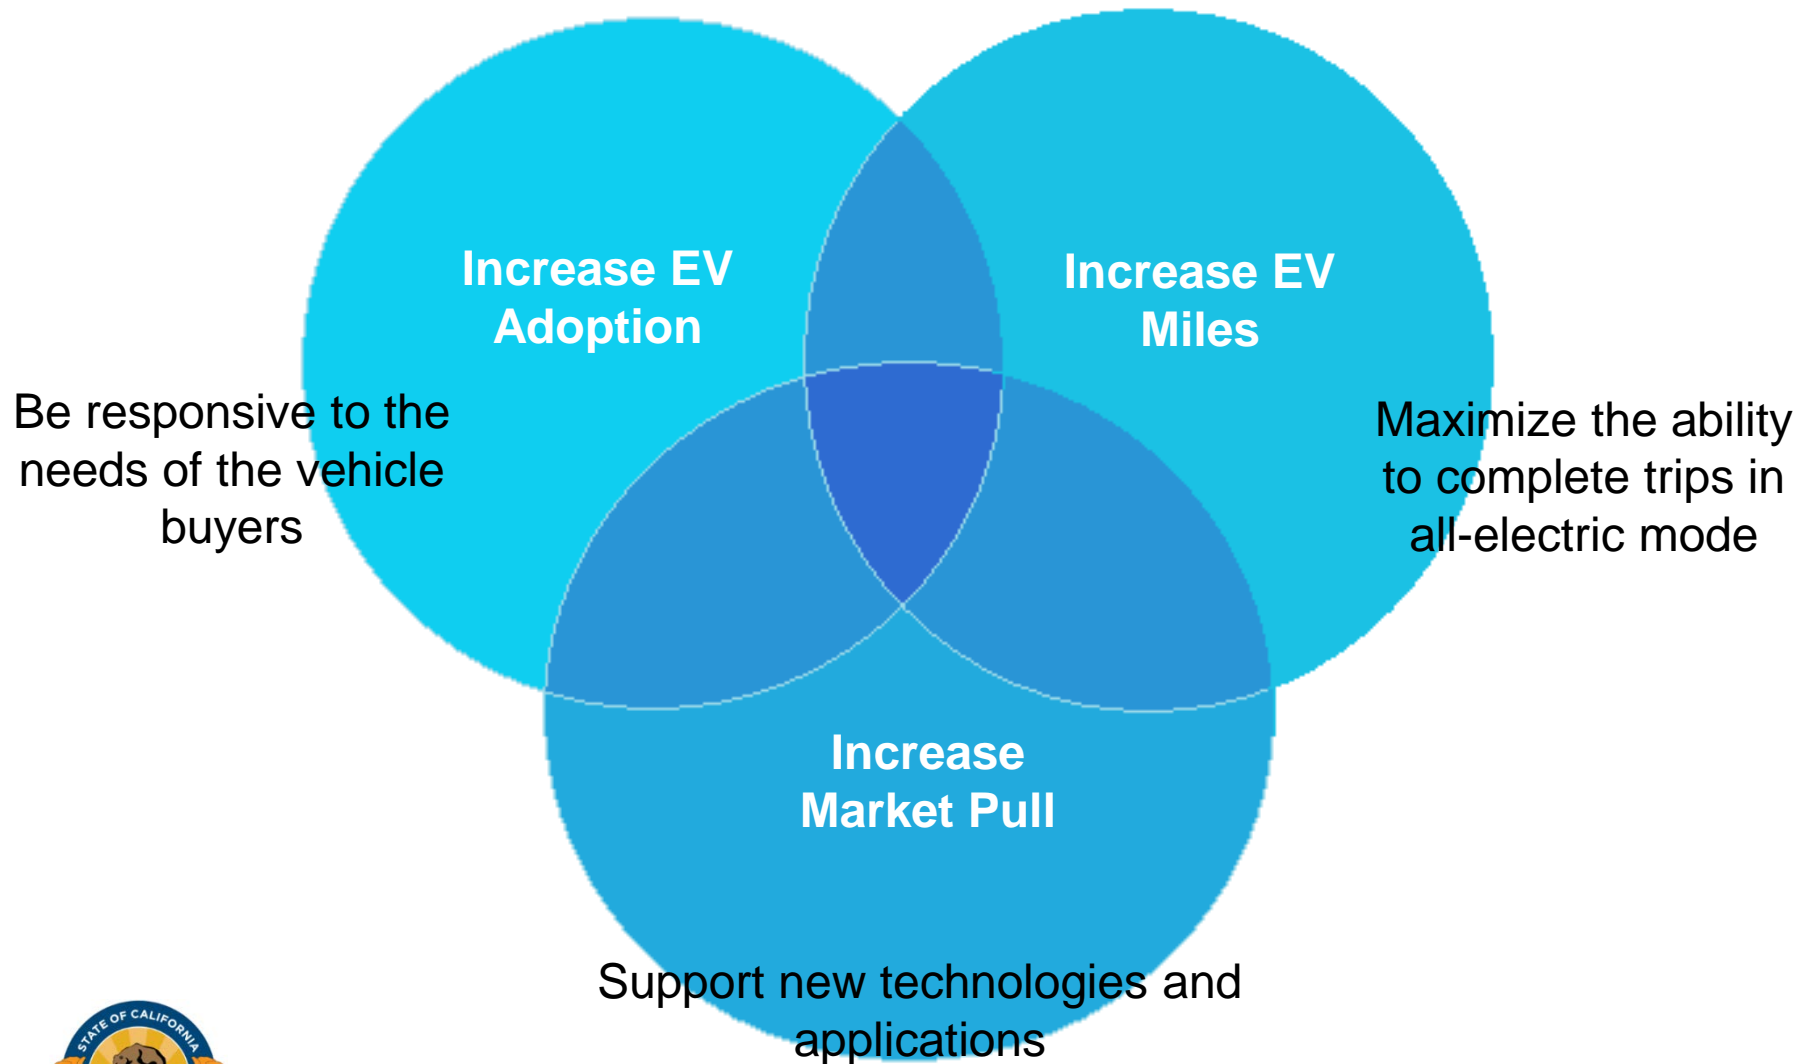 Increase EV
Adoption
Increase EV
Miles
Be responsive to the
needs of the vehicle
buyers
Maximize the ability
to complete trips in
all-electric mode
Increase
Market Pull
Support new technologies and
applications
STATE OF CALIFORNIA